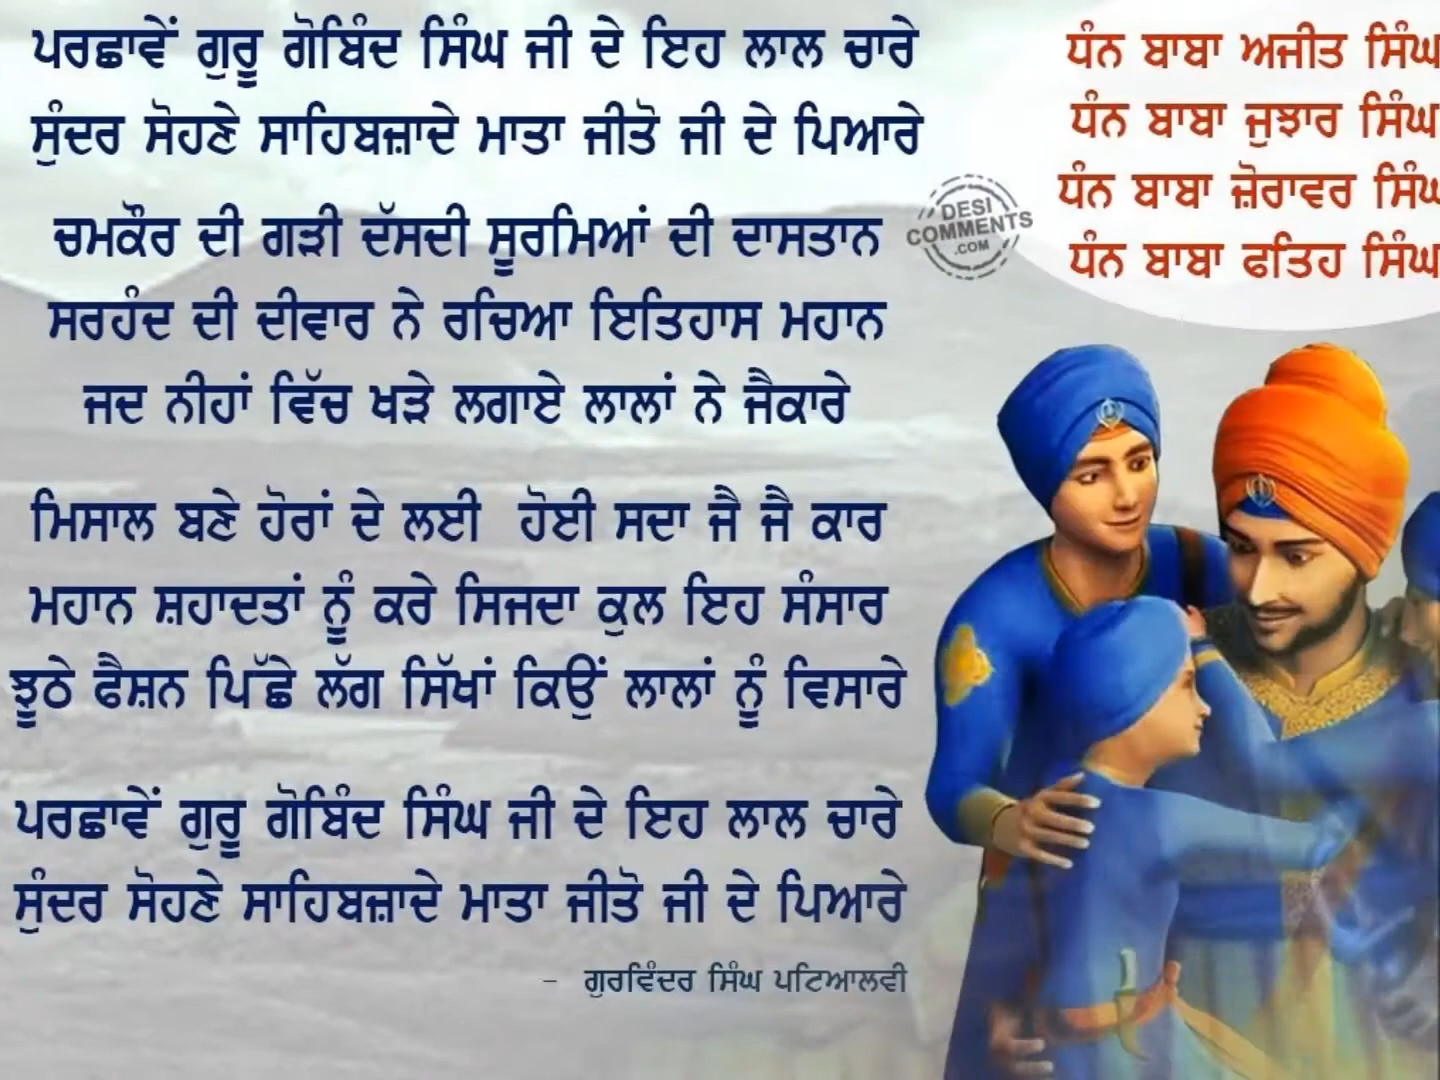 ਪਰਛਾਵੇਂ ਗੁਰੂ ਗੋਬਿੰਦ ਸਿੰਘ ਜੀ ਦੇ ਇਹ ਲਾਲ ਚਾਰੇ
ਸੁੰਦਰ ਸੋਹਣੇ ਸਾਹਿਬਜ਼ਾਦੇ ਮਾਤਾ ਜੀਤੋ ਜੀ ਦੇ ਪਿਆਰੇ
ਚਮਕੌਰ ਦੀ ਗੜੀ ਦੱਸਦੀ ਸੂਰਮਿਆਂ ਦੀ ਦਾਸਤਾਨ
ਸਰਹੰਦ ਦੀ ਦੀਵਾਰ ਨੇ ਰਚਿਆ ਇਤਿਹਾਸ ਮਹਾਨ
ਜਦ ਨੀਹਾਂ ਵਿੱਚ ਖੜੇ ਲਗਾਏ ਲਾਲਾਂ ਨੇ ਜੈਕਾਰੇ
ਮਿਸਾਲ ਬਣੇ ਹੋਰਾਂ ਦੇ ਲਈ ਹੋਈ ਸਦਾ ਜੈ ਜੈ ਕਾਰ
ਮਹਾਨ ਸ਼ਹਾਦਤਾਂ ਨੂੰ ਕਰੇ ਸਿਜਦਾ ਕੁਲ ਇਹ ਸੰਸਾਰ
ਝੂਠੇ ਫੈਸ਼ਨ ਪਿੱਛੇ ਲੱਗ ਸਿੱਖਾਂ ਕਿਉਂ ਲਾਲਾਂ ਨੂੰ ਵਿਸਾਰੇ
ਪਰਛਾਵੇਂ ਗੁਰੂ ਗੋਬਿੰਦ ਸਿੰਘ ਜੀ ਦੇ ਇਹ ਲਾਲ ਚਾਰੇ
ਸੁੰਦਰ ਸੋਹਣੇ ਸਾਹਿਬਜ਼ਾਦੇ ਮਾਤਾ ਜੀਤੋ ਜੀ ਦੇ ਪਿਆਰੇ
- ਗੁਰਵਿੰਦਰ ਸਿੰਘ ਪਟਿਆਲਵੀ
ਧੰਨ ਬਾਬਾ ਅਜੀਤ ਸਿੰਘ
ਧੰਨ ਬਾਬਾ ਜੁਝਾਰ ਸਿੰਘ
ਧੰਨ ਬਾਬਾ ਜ਼ੋਰਾਵਰ ਸਿੰਘ
ਧੰਨ ਬਾਬਾ ਫਤਿਹ ਸਿੰਘ
DESI
COMMENTS
.COM